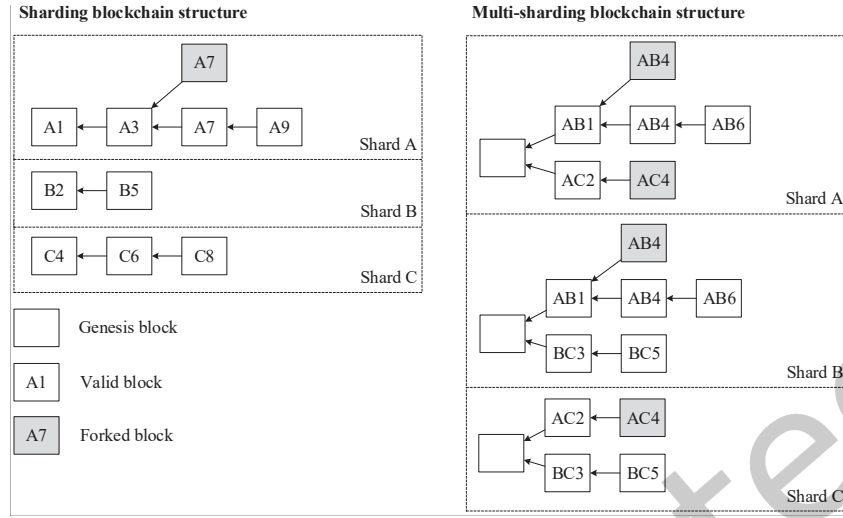 Sharding blockchain structure
A7
A1 A3 A7 A9
Shard A
B2 B5
Shard B
C4 C6 C8
Shard C
Genesis block
A1 Valid block
A7 Forked block
Multi-sharding blockchain structure
AB4
AB1 AB4 AB6
AC2 AC4
Shard A
AB4
AB1 AB4 AB6
BC3 BC5
Shard B
AC2 AC4
BC3 BC5
Shard C